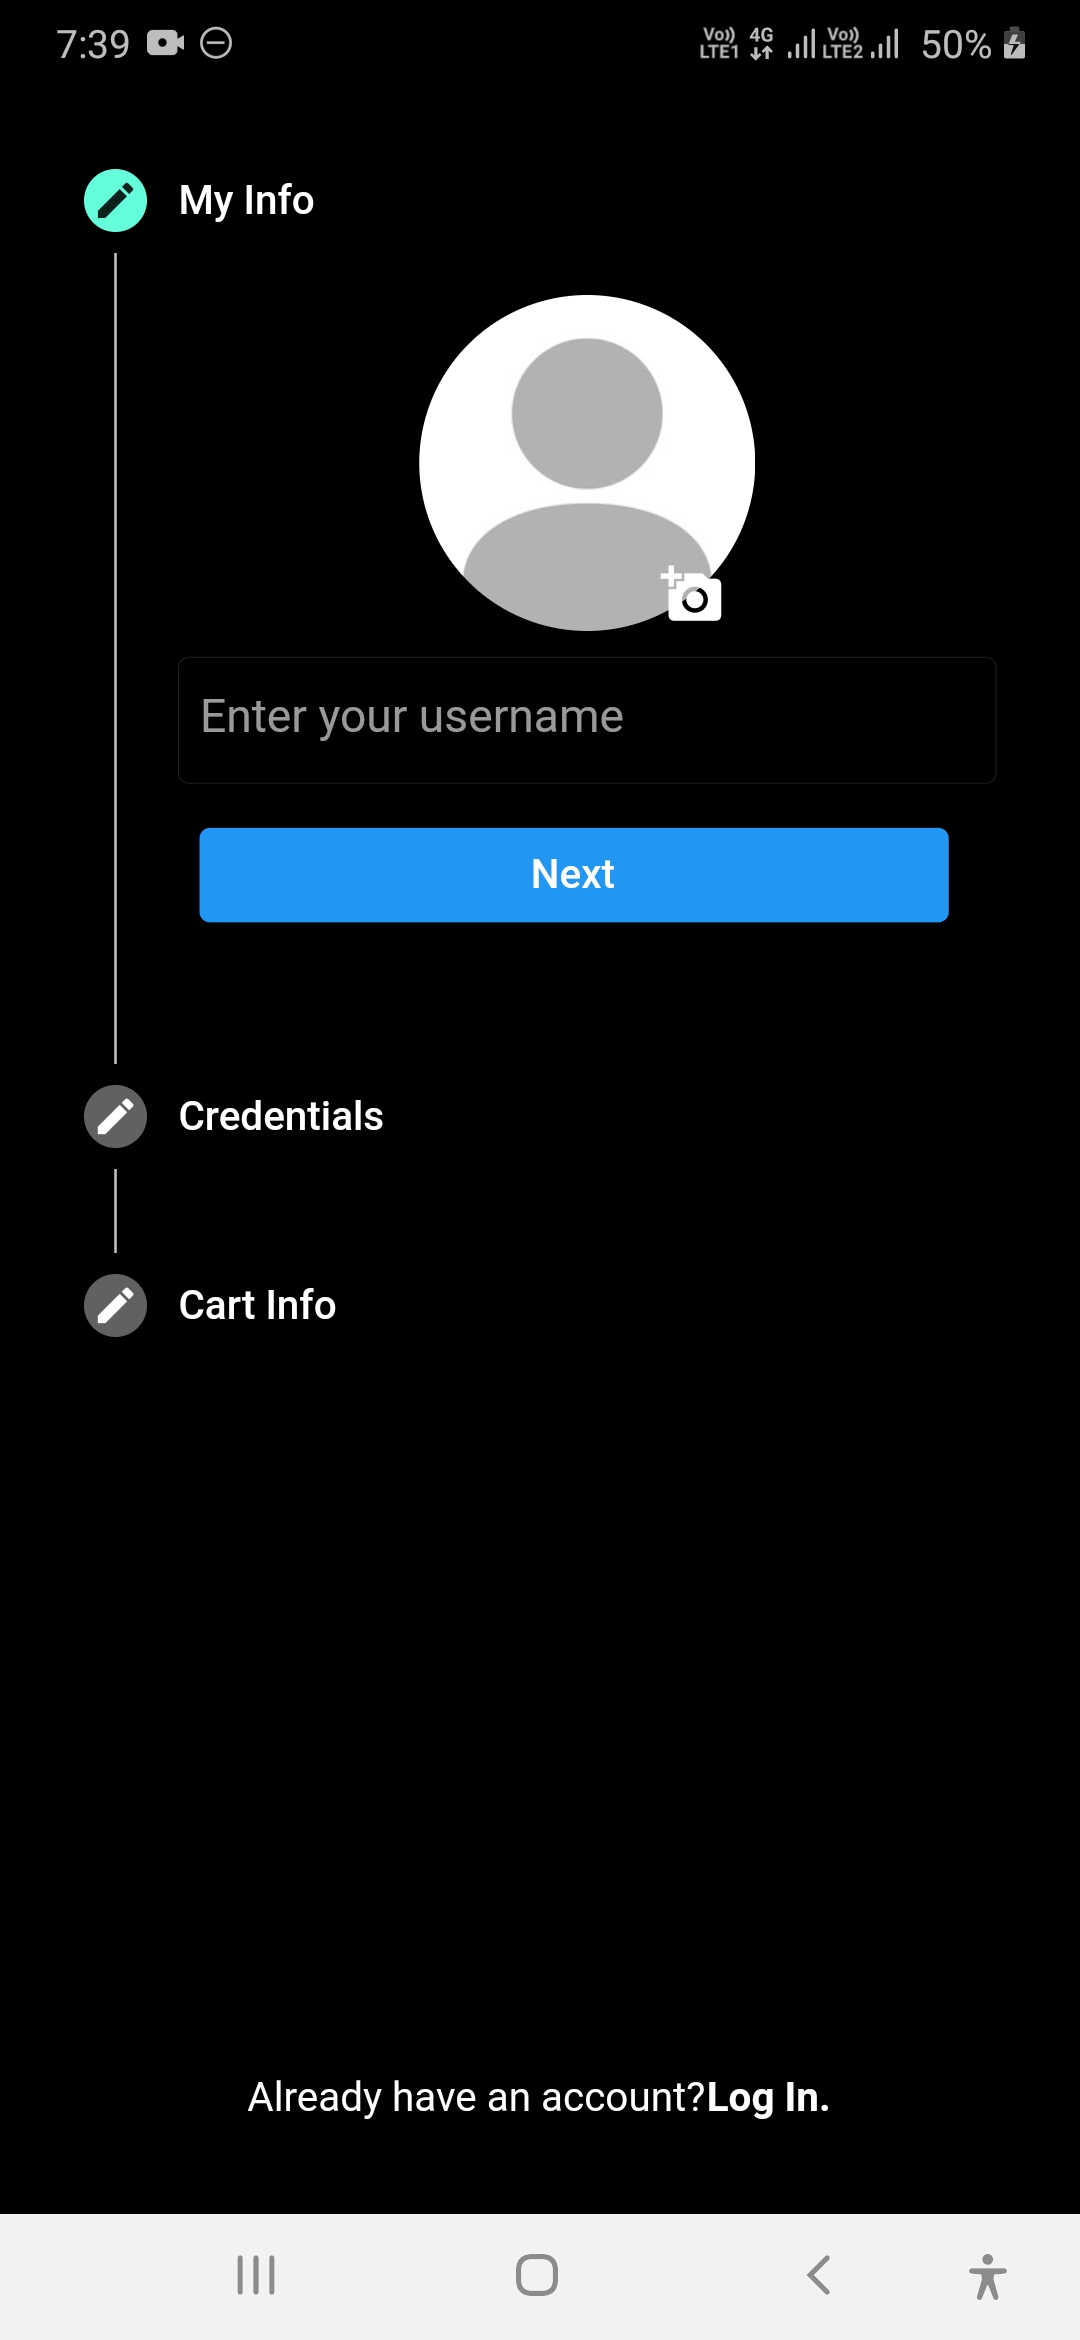 7:39 Vo)) LTE1 4G Vo)) LTE2 50%
My Info
Enter your username
Next
Credentials
Cart Info
Already have an account?Log In.